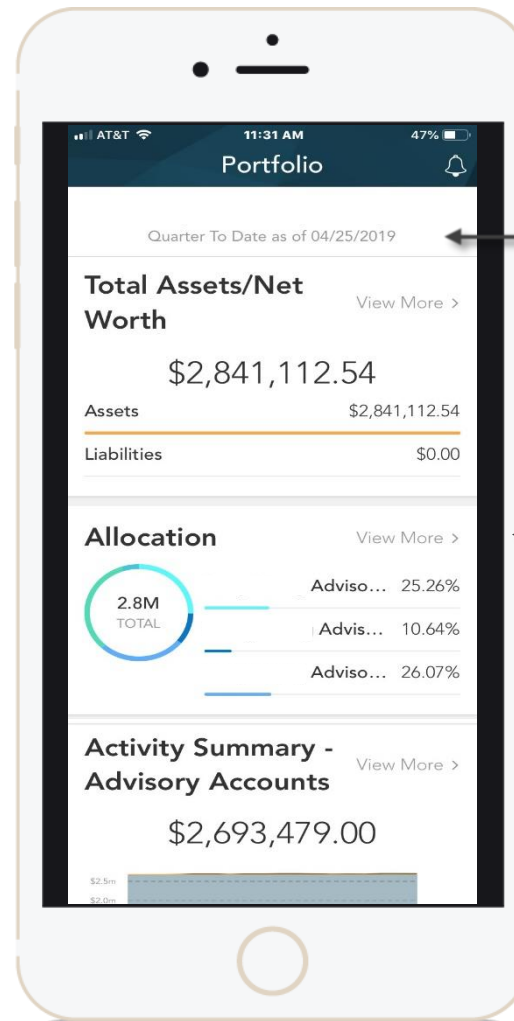 AT&T 11:31 AM 47%
Portfolio
Quarter To Date as of 04/25/2019
Total Assets/Net
Worth
View More >
$2,841,112.54
Assets $2,841,112.54
Liabilities $0.00
Allocation View More >
2.8M
TOTAL
Adviso... 25.26%
Advis... 10.64%
Adviso... 26.07%
Activity Summary -
Advisory Accounts
View More >
$2,693,479.00
$2.5m
$2.0m